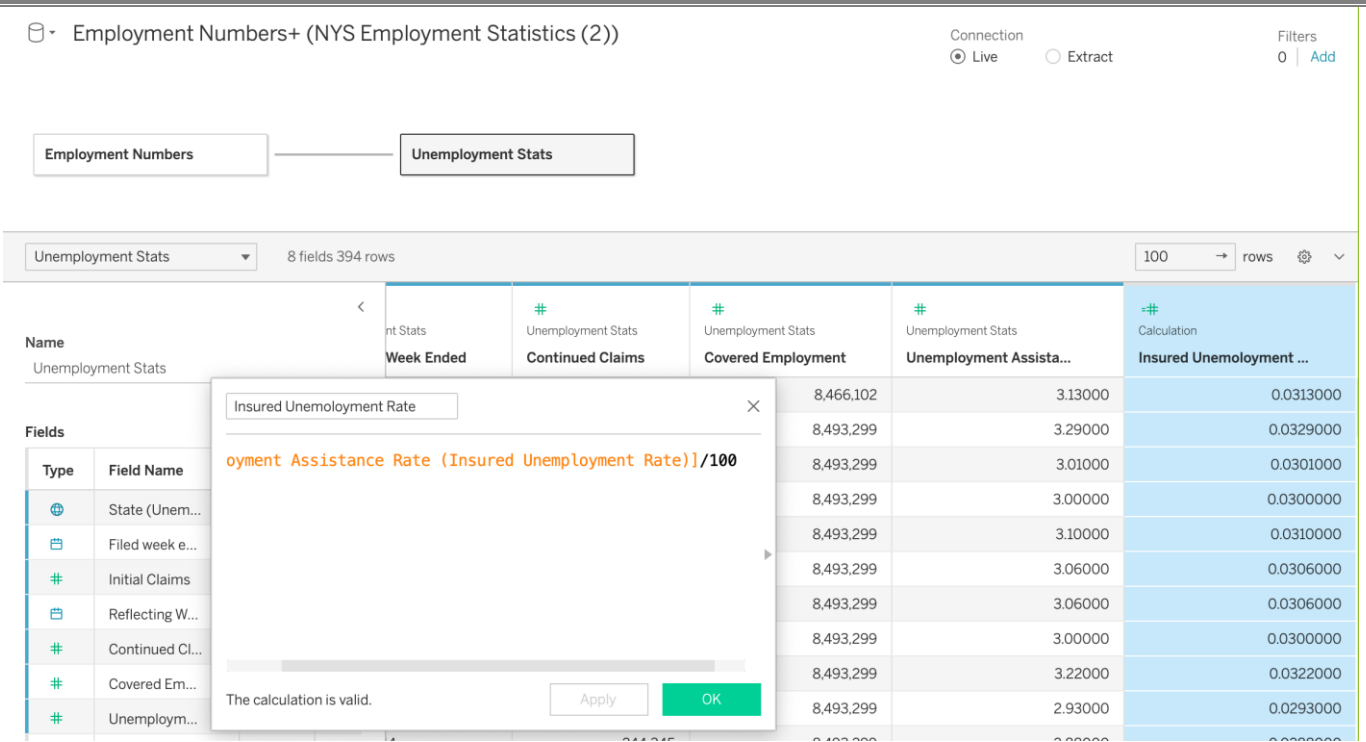 Employment Numbers+ (NYS Employment Statistics (2))
Connection
Live Extract
Filters
0 | Add
Employment Numbers
Unemployment Stats
Unemployment Stats
8 fields 394 rows
100 → rows
Name
Unemployment Stats
Fields
Type Field Name
State (Unem...
Filed week e...
Initial Claims
Reflecting W...
Continued Cl...
Covered Em...
Unemploym...
nt Stats
Week Ended
Unemployment Stats
Continued Claims
Unemployment Stats
Covered Employment
Unemployment Stats
Unemployment Assista...
Calculation
Insured Unemoloyment ...
8,466,102 3.13000 0.0313000
8,493,299 3.29000 0.0329000
8,493,299 3.01000 0.0301000
8,493,299 3.00000 0.0300000
8,493,299 3.10000 0.0310000
8,493,299 3.06000 0.0306000
8,493,299 3.06000 0.0306000
8,493,299 3.00000 0.0300000
8,493,299 3.22000 0.0322000
8,493,299 2.93000 0.0293000
Insured Unemoloyment Rate
oyment Assistance Rate (Insured Unemployment Rate)]/100
The calculation is valid.
Apply
OK